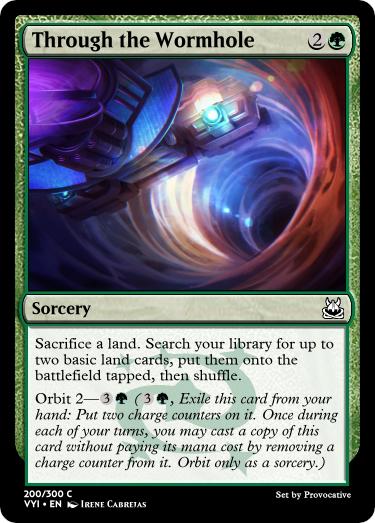 Through the Wormhole 2
Sorcery
Sacrifice a land. Search your library for up to
two basic land cards, put them onto the
battlefield tapped, then shuffle.
Orbit 2—3 (3, Exile this card from your
hand: Put two charge counters on it. Once during
each of your turns, you may cast a copy of this
card without paying its mana cost by removing a
charge counter from it. Orbit only as a sorcery.)
200/300 C
VYI • EN Irene Cabreias
Set by Provocative